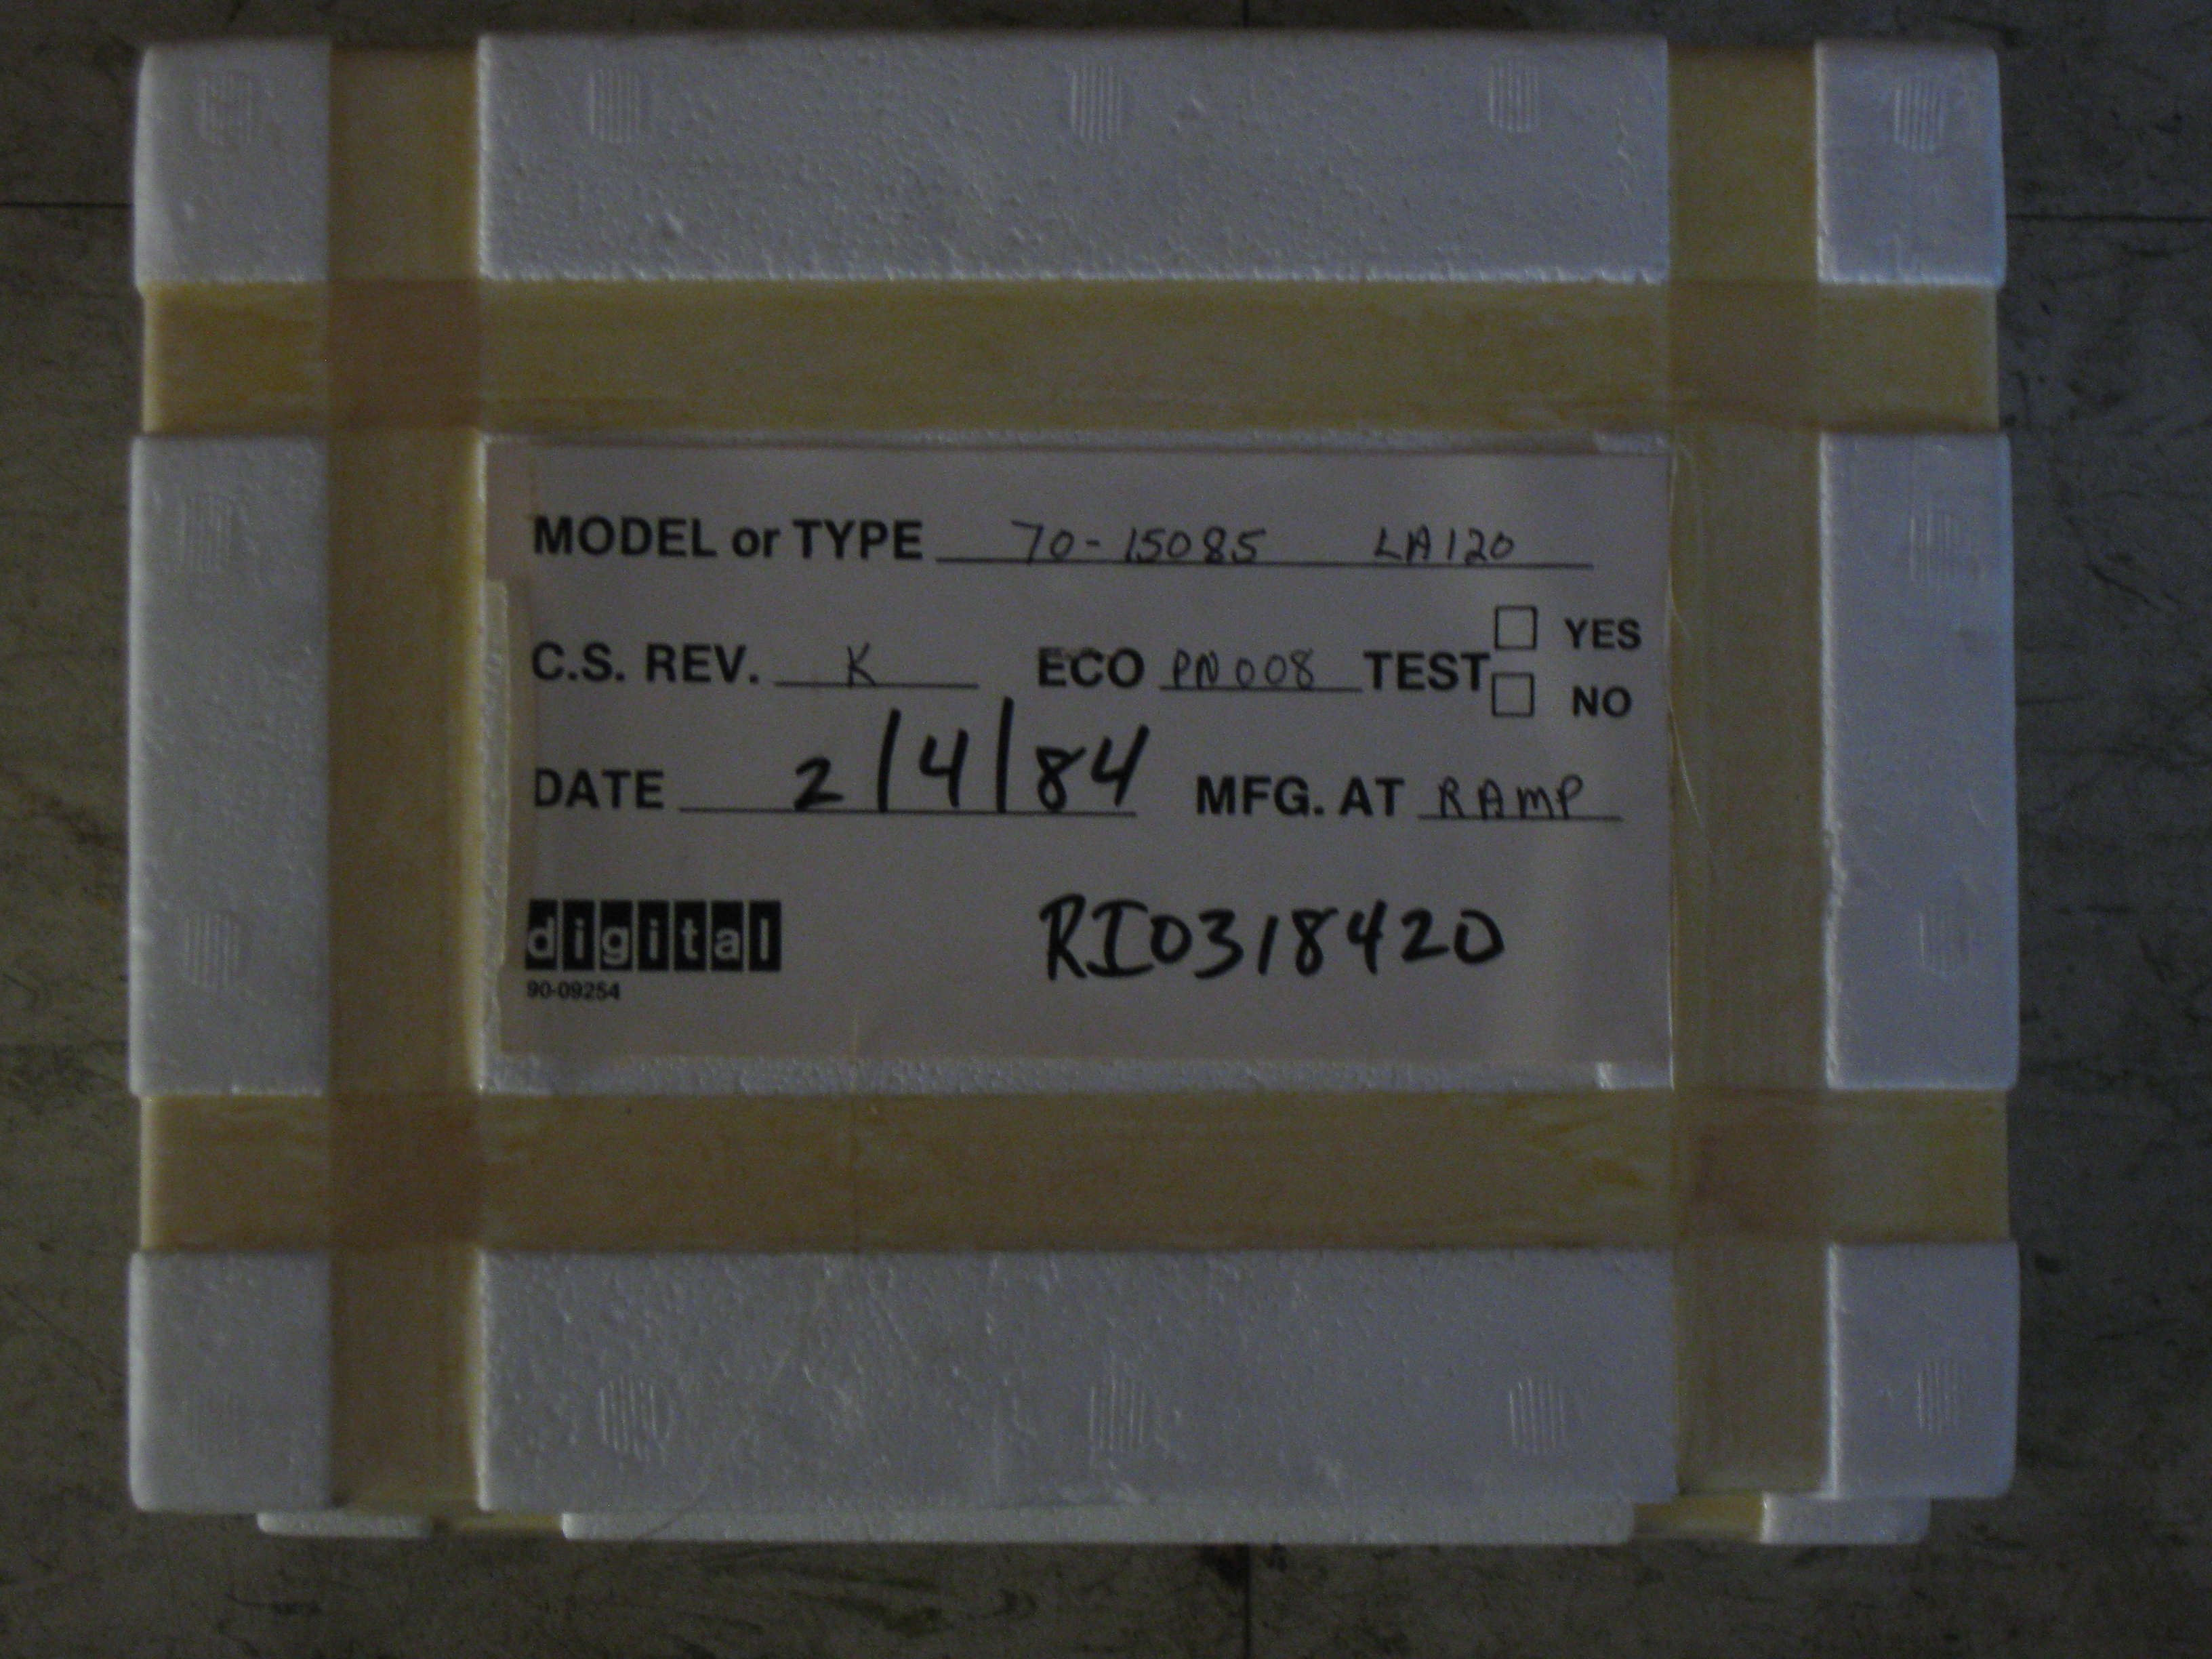 MODEL or TYPE 70-15085 LA120
YES
C.S. REV. K ECO PN008 TEST
NO
DATE 2/4/84 MFG. AT RAMP
digital RI0318420
90-09254